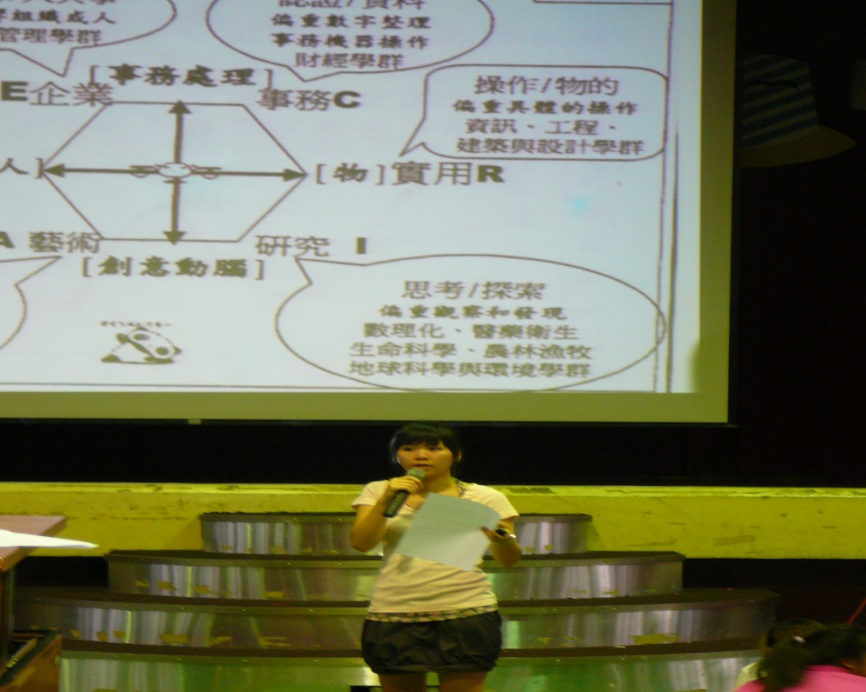 界組織成人
管理學群
認證/資料
偏重數字整理
事務機器操作
財經學群
[事務處理]
E企業
事務C
操作/物的
偏重具體的操作
資訊、工程、
建築與設計學群
人]
[物]實用R
A 藝術
研究 I
[創意動腦]
思考/探索
偏重觀察和發現
數理化、醫藥衛生
生命科學、農林漁牧
地球科學與環境學群